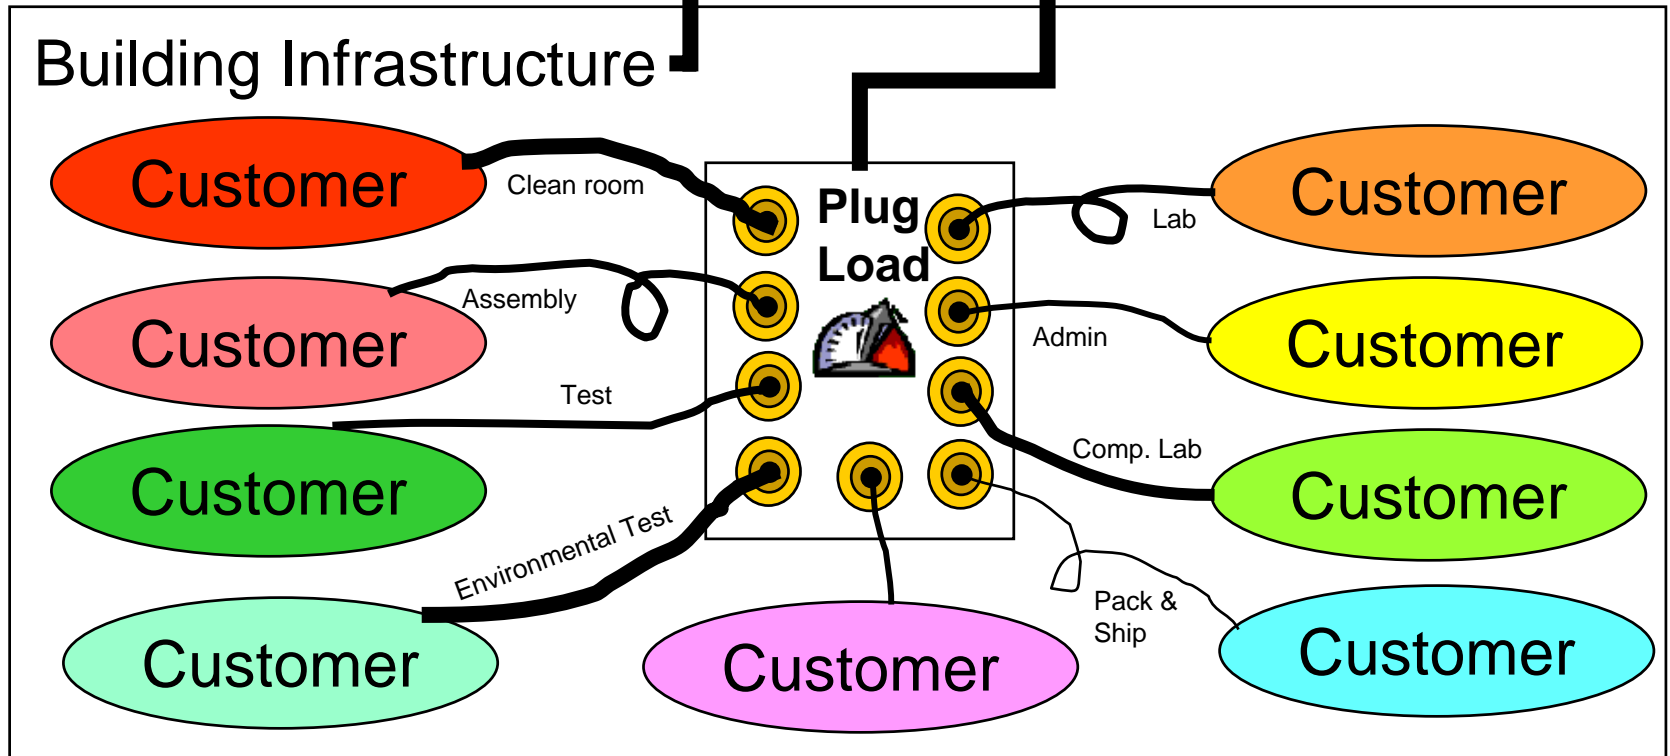 Building Infrastructure
Customer
Clean room
Plug
Load
Lab
Customer
Customer
Assembly
Admin
Customer
Test
Customer
Comp. Lab
Customer
Environmental Test
Customer
Customer
Pack &
Ship
Customer